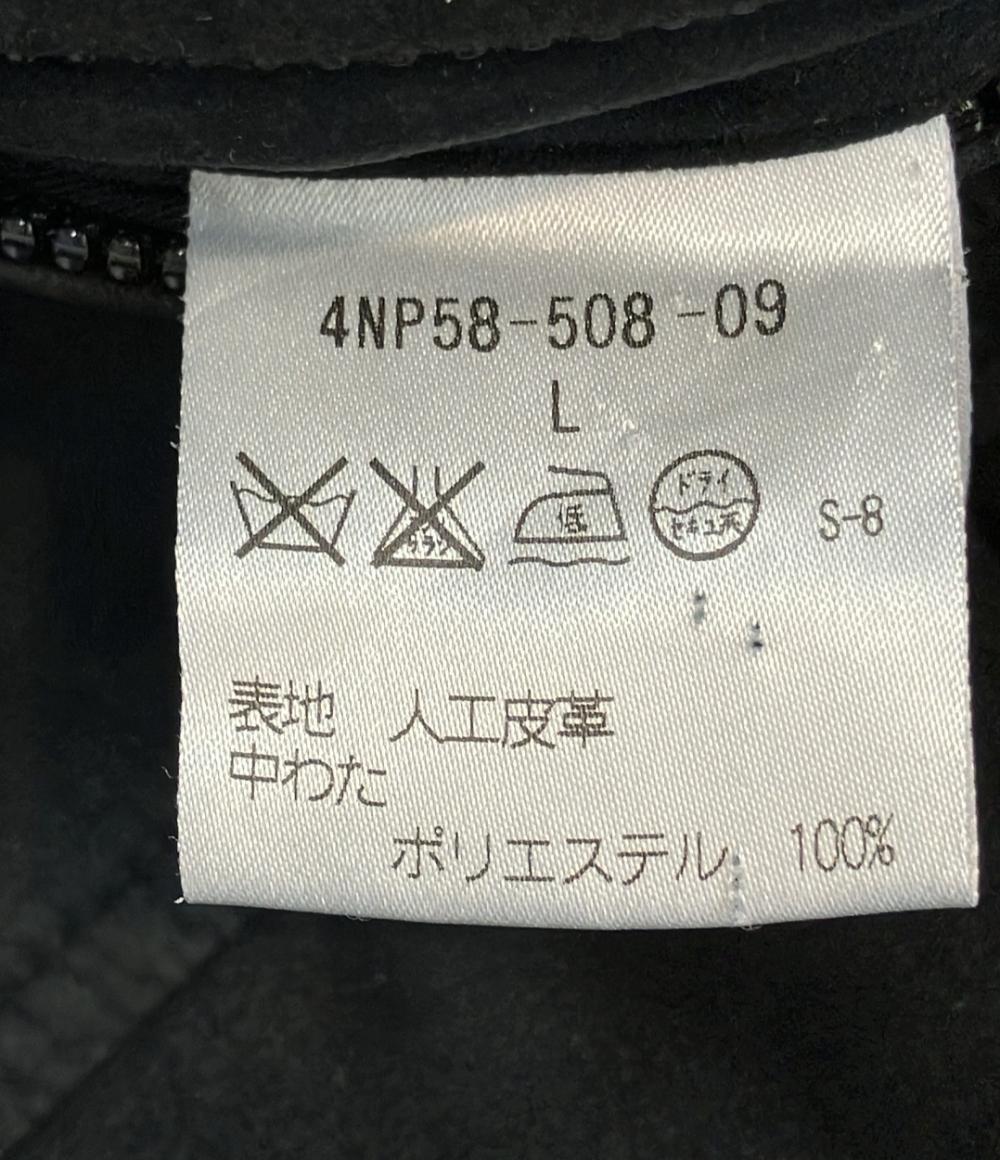 4NP58-508-09
L
低
ドライ
セキユ系
S-8
表地 人工皮革
中わた
ポリエステル 100%